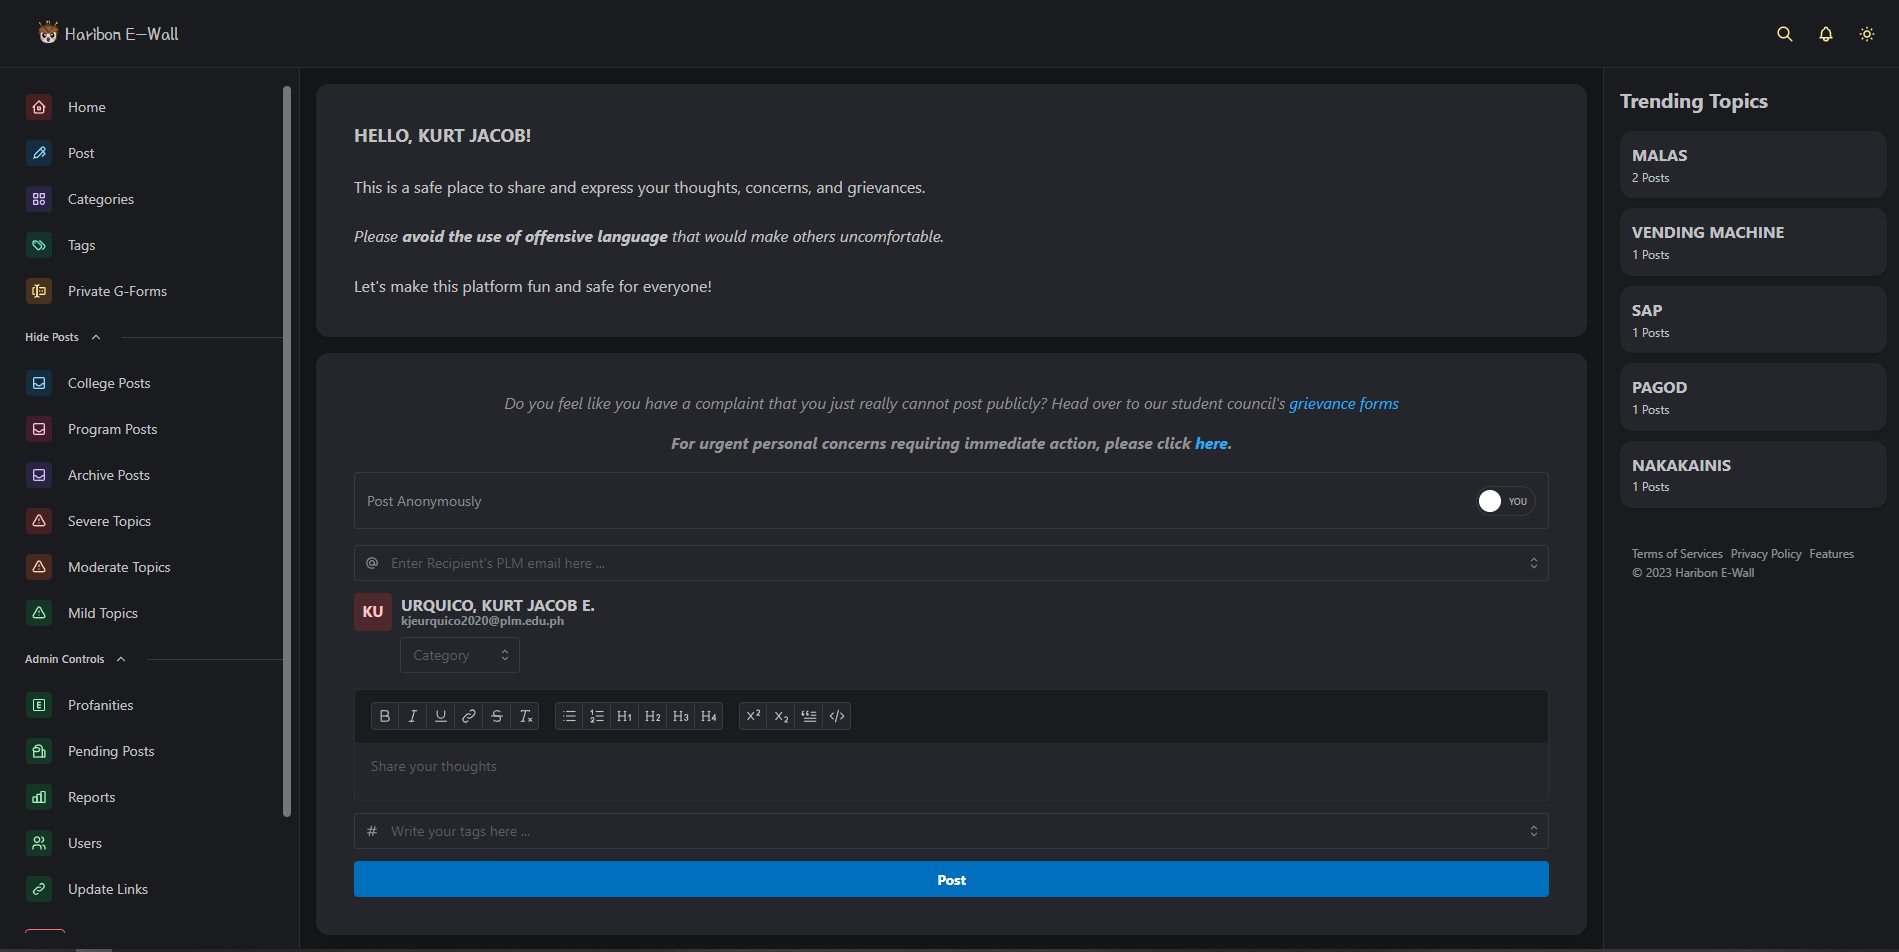 Haribon E-Wall
Home
Post
Categories
Tags
Private G-Forms
Hide Posts
College Posts
Program Posts
Archive Posts
Severe Topics
Moderate Topics
Mild Topics
Admin Controls
Profanities
Pending Posts
Reports
Users
Update Links
HELLO, KURT JACOB!
This is a safe place to share and express your thoughts, concerns, and grievances.
Please avoid the use of offensive language that would make others uncomfortable.
Let's make this platform fun and safe for everyone!
Do you feel like you have a complaint that you just really cannot post publicly? Head over to our student council's grievance forms
For urgent personal concerns requiring immediate action, please click here.
Post Anonymously
YOU
@ Enter Recipient's PLM email here ...
KU
URQUICO, KURT JACOB E.
kjeurquico2020@plm.edu.ph
Category
B I U S Tx H1 H2 H3 H4 X² X₂ “ </>
Share your thoughts
# Write your tags here ...
Post
Trending Topics
MALAS
2 Posts
VENDING MACHINE
1 Posts
SAP
1 Posts
PAGOD
1 Posts
NAKAKAINIS
1 Posts
Terms of Services Privacy Policy Features
© 2023 Haribon E-Wall